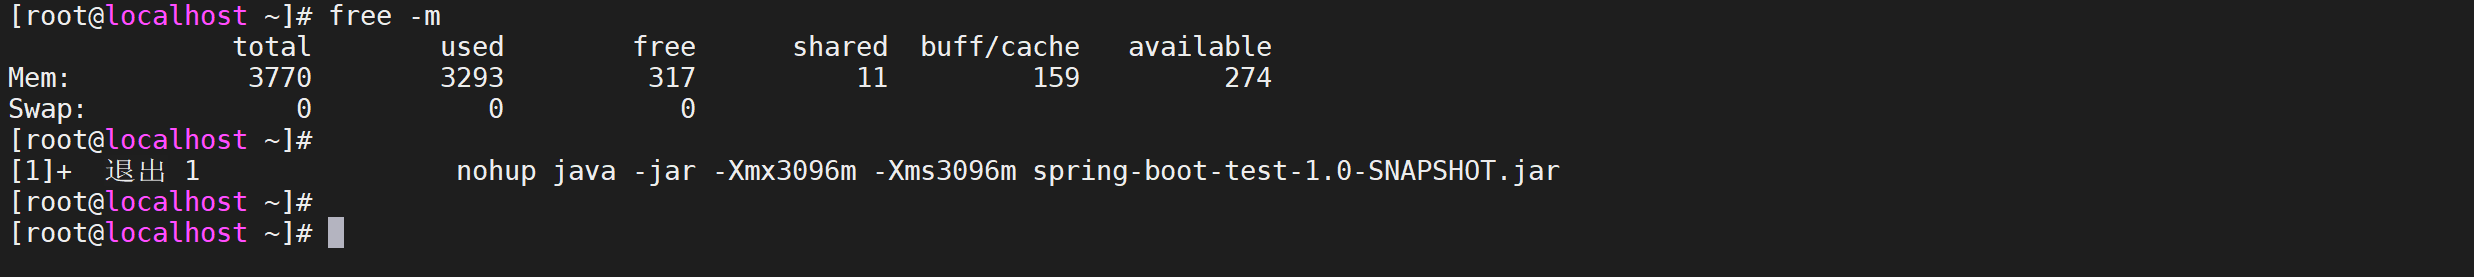 [root@localhost ~]# free -m
              total        used        free      shared  buff/cache   available
Mem:           3770        3293         317          11         159         274
Swap:             0           0           0
[root@localhost ~]#
[1]+  退出 1                nohup java -jar -Xmx3096m -Xms3096m spring-boot-test-1.0-SNAPSHOT.jar
[root@localhost ~]#
[root@localhost ~]#